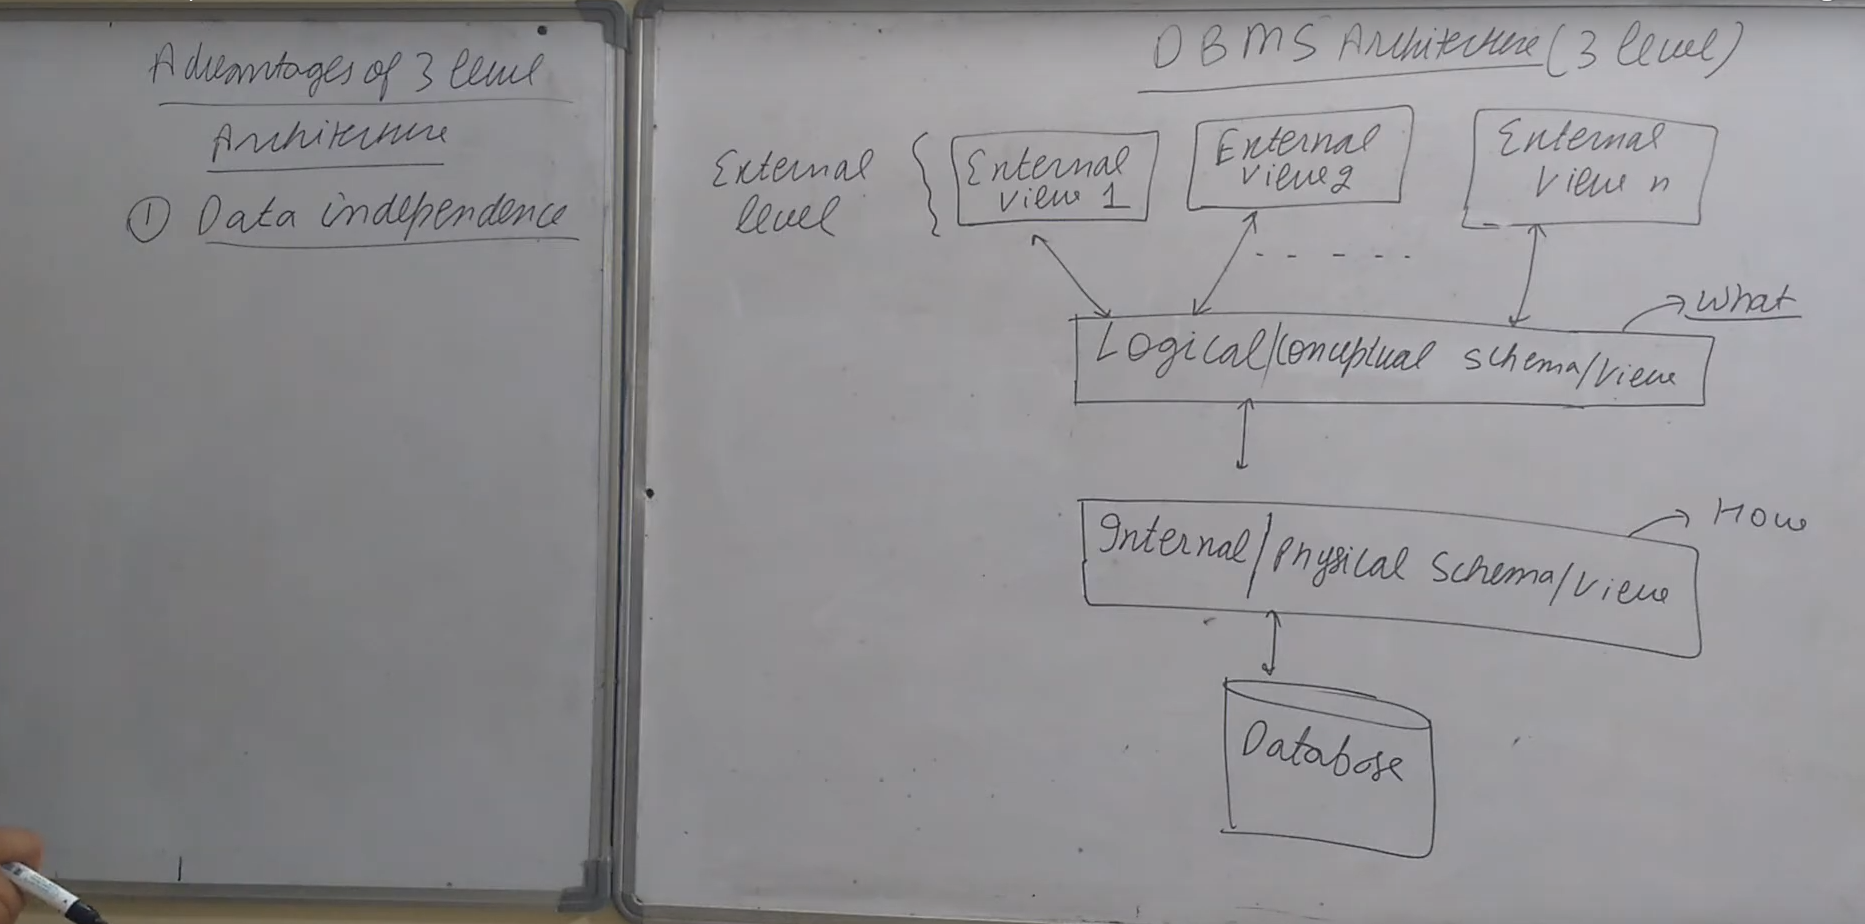 Advantages of 3 level
Architecture
① Data independence
DBMS Architecture (3 level)
External
level
External
view 1
External
view 2
External
view n
What
Logical/conceptual schema/view
How
Internal/physical schema/view
Database